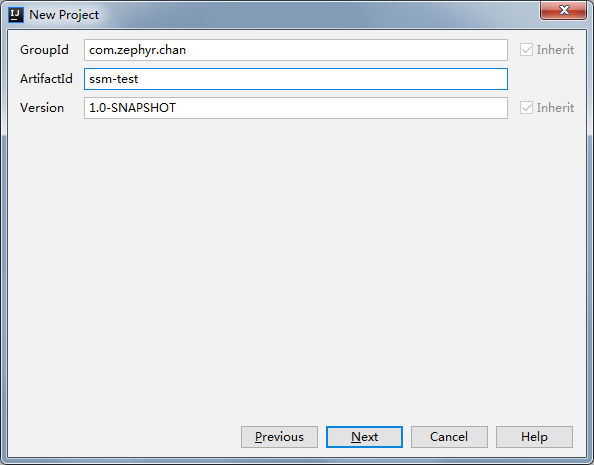 IJ New Project
GroupId com.zephyr.chan Inherit
ArtifactId ssm-test
Version 1.0-SNAPSHOT Inherit
Previous Next Cancel Help